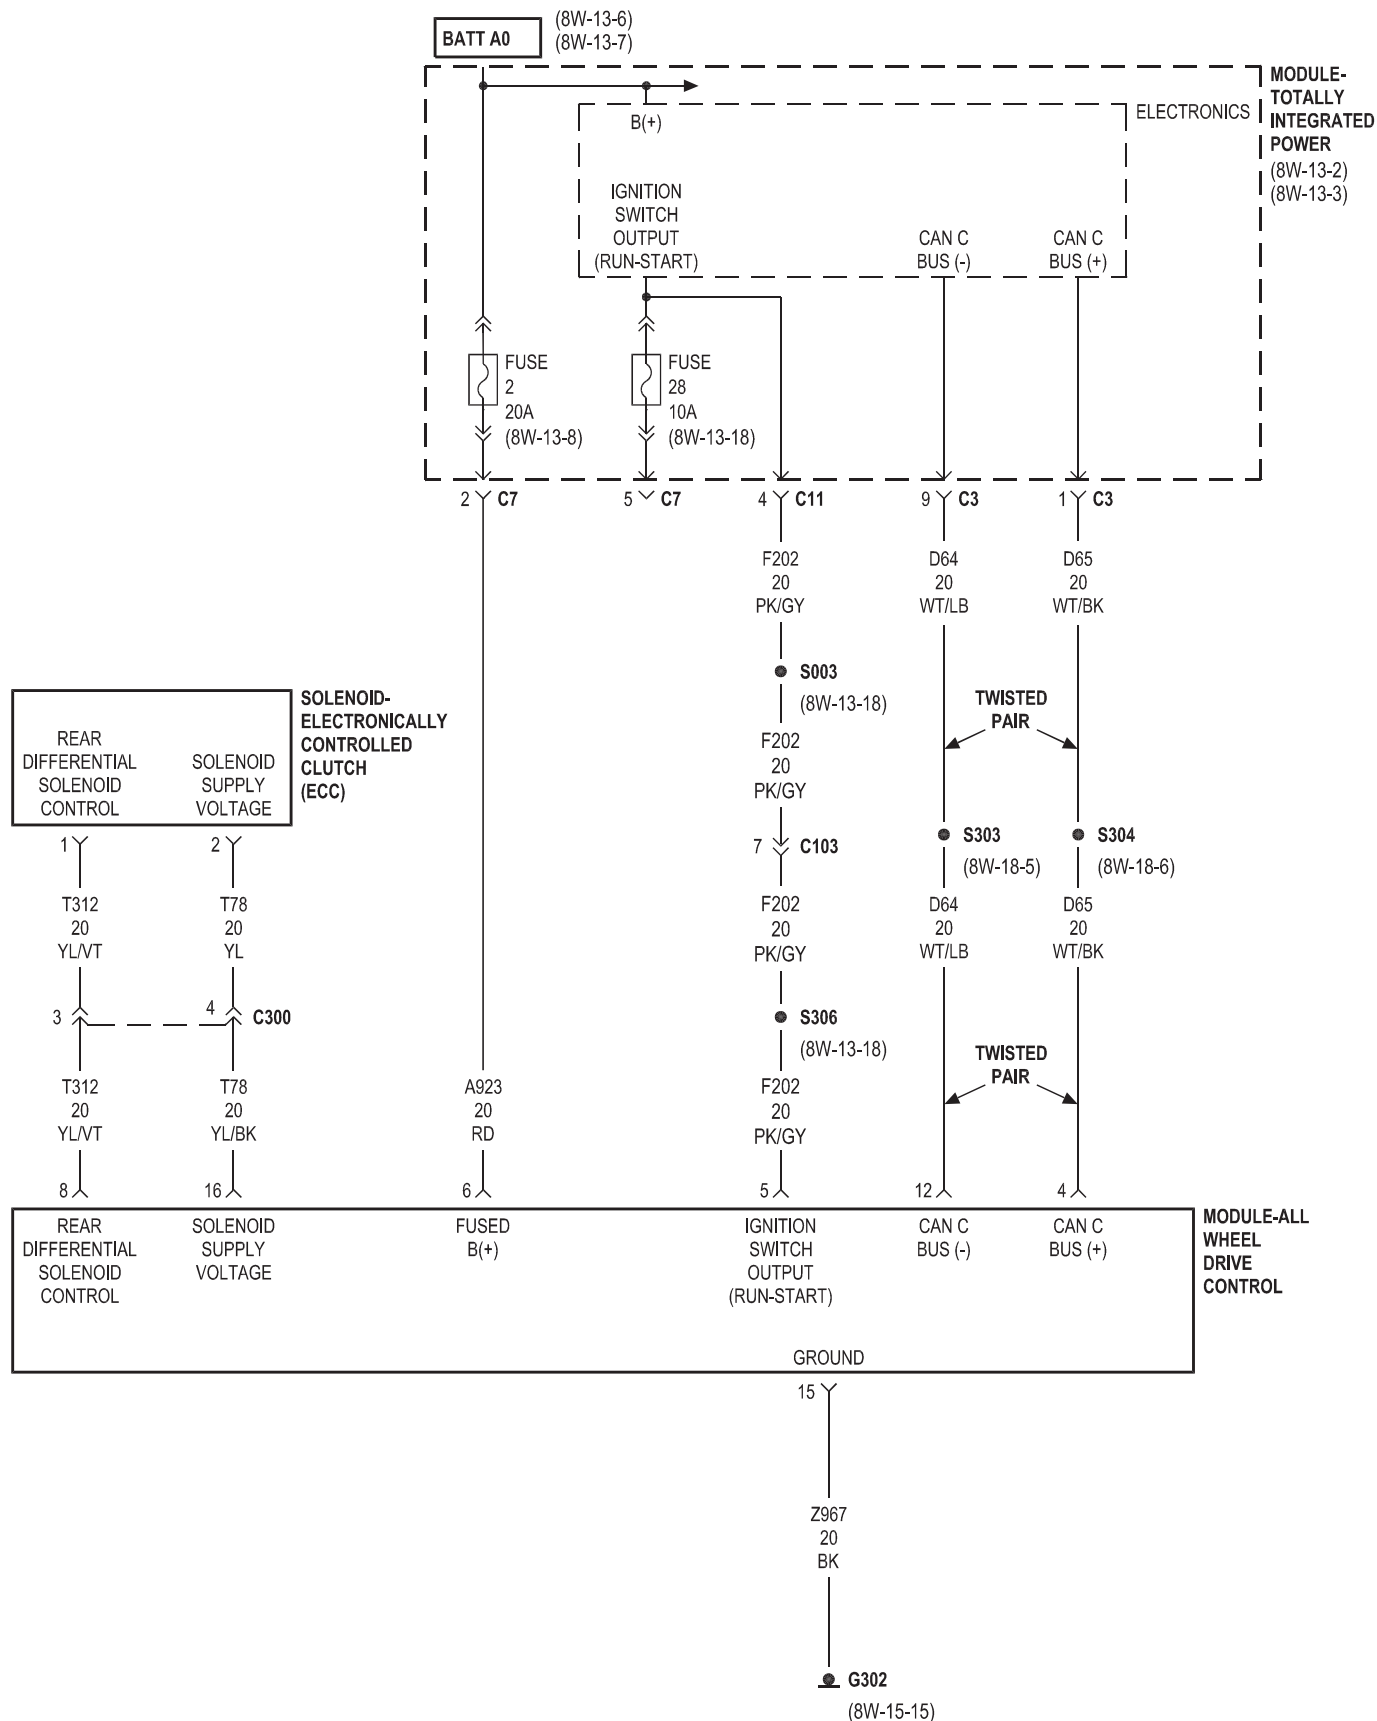 BATT A0
(8W-13-6)
(8W-13-7)
MODULE-
TOTALLY
INTEGRATED
POWER
(8W-13-2)
(8W-13-3)
ELECTRONICS
B(+)
IGNITION
SWITCH
OUTPUT
(RUN-START)
CAN C
BUS (-)
CAN C
BUS (+)
FUSE
2
20A
(8W-13-8)
FUSE
28
10A
(8W-13-18)
2 C7
5 C7
4 C11
9 C3
1 C3
F202
20
PK/GY
D64
20
WT/LB
D65
20
WT/BK
S003
(8W-13-18)
TWISTED
PAIR
SOLENOID-
ELECTRONICALLY
CONTROLLED
CLUTCH
(ECC)
REAR
DIFFERENTIAL
SOLENOID
CONTROL
SOLENOID
SUPPLY
VOLTAGE
F202
20
PK/GY
7 C103
S303
(8W-18-5)
S304
(8W-18-6)
1
2
T312
20
YL/VT
T78
20
YL
F202
20
PK/GY
D64
20
WT/LB
D65
20
WT/BK
3
4
C300
S306
(8W-13-18)
TWISTED
PAIR
T312
20
YL/VT
T78
20
YL/BK
A923
20
RD
F202
20
PK/GY
8
16
6
5
12
4
REAR
DIFFERENTIAL
SOLENOID
CONTROL
SOLENOID
SUPPLY
VOLTAGE
FUSED
B(+)
IGNITION
SWITCH
OUTPUT
(RUN-START)
CAN C
BUS (-)
CAN C
BUS (+)
MODULE-ALL
WHEEL
DRIVE
CONTROL
GROUND
15
Z967
20
BK
G302
(8W-15-15)